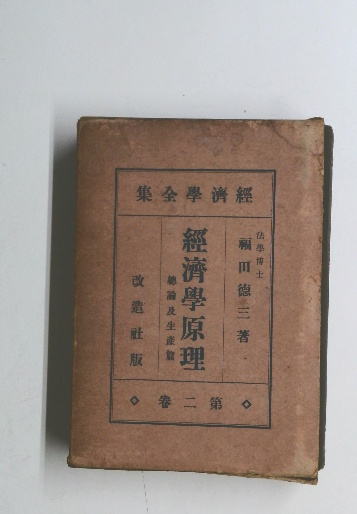 經濟學全集
法學博士
福田德三著
經濟學原理
總論及生產篇
改造社版
第二卷